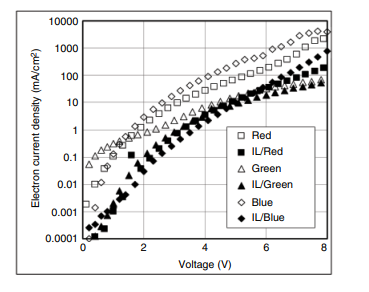 10000
1000
100
10
1
0.1
0.01
0.001
0.0001
Electron current density (mA/cm²)
0 2 4 6 8
Voltage (V)
Red
IL/Red
Green
IL/Green
Blue
IL/Blue